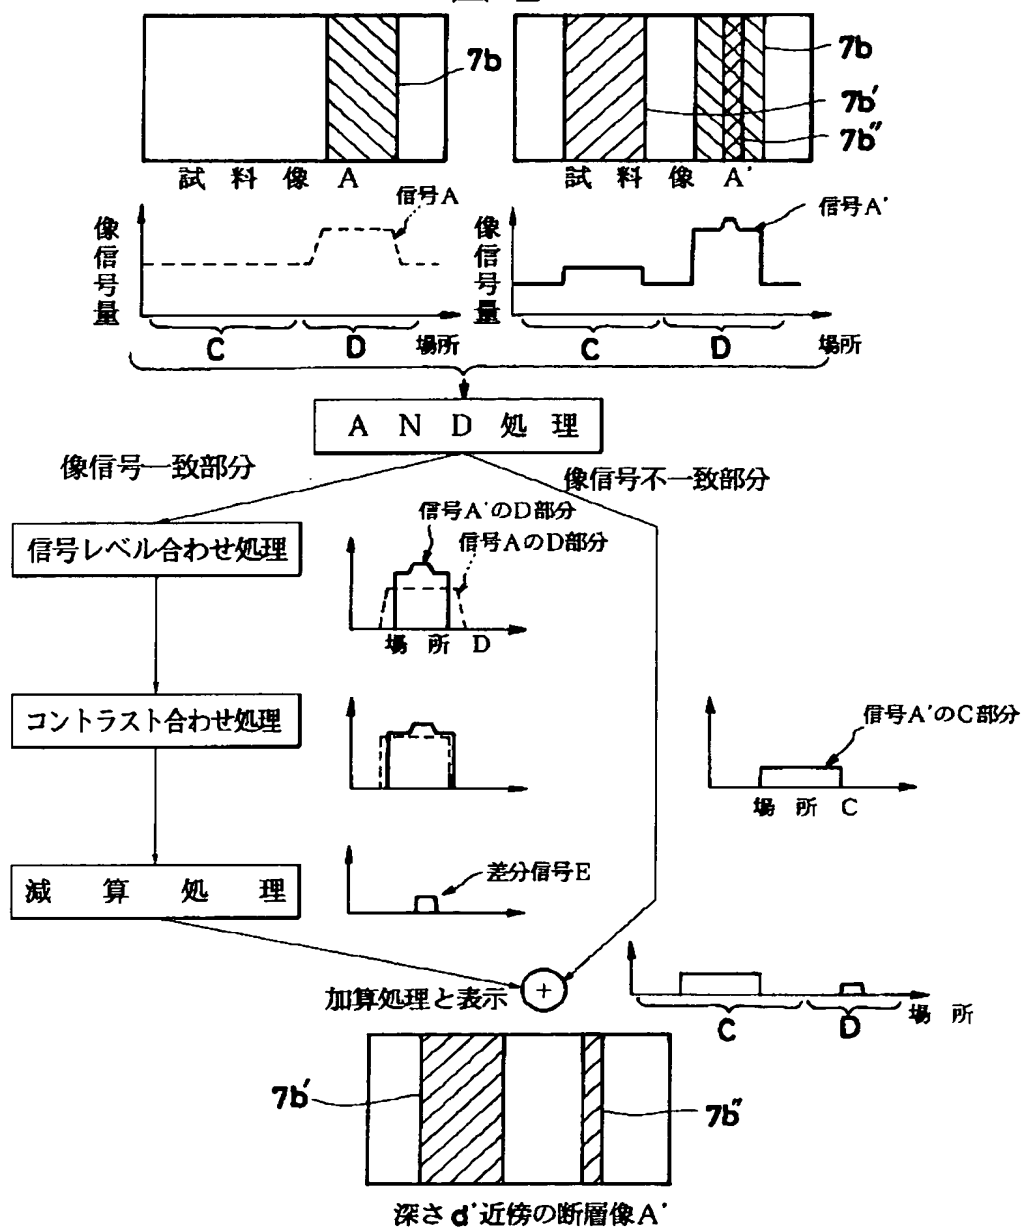 7b
7b
7b′
7b″
試料像 A
試料像 A′
信号A
信号A′
像信号量
像信号量
C
D
場所
C
D
場所
AND処理
像信号一致部分
像信号不一致部分
信号A′のD部分
信号AのD部分
信号レベル合わせ処理
場所 D
コントラスト合わせ処理
信号A′のC部分
場所 C
減算処理
差分信号E
加算処理と表示
+
C
D
場所
7b′
7b″
深さd′近傍の断層像A′